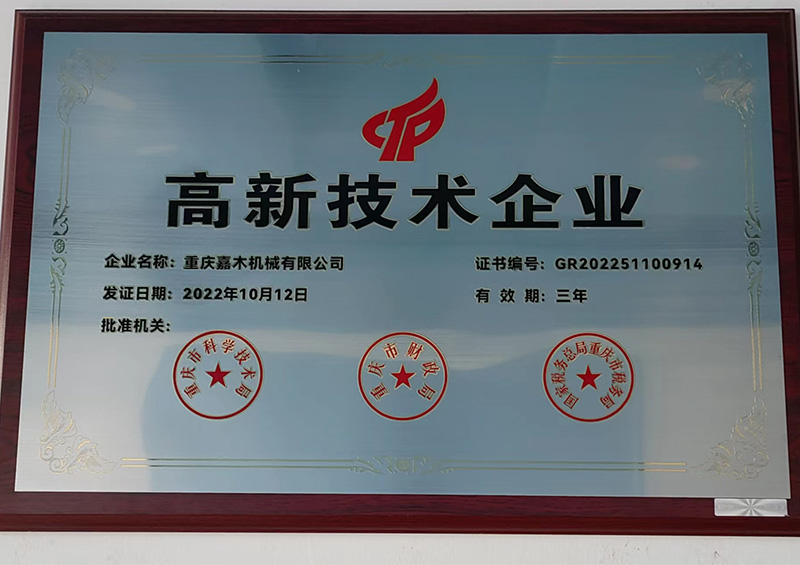 CTP
高新技术企业
企业名称：重庆嘉木机械有限公司
证书编号：GR202251100914
发证日期：2022年10月12日
有效期：三年
批准机关：
重庆市科学技术局
重庆市财政局
国家税务总局重庆市税务局